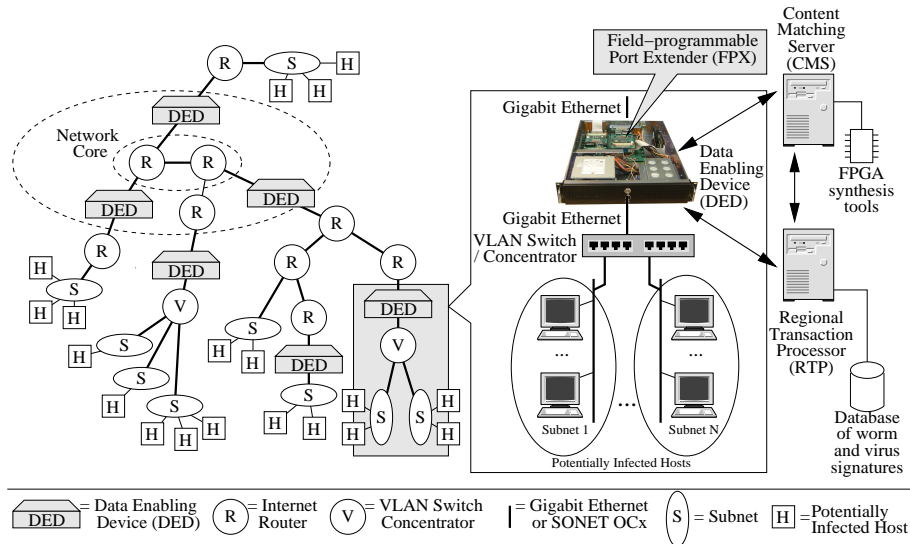 Content
Matching
Server
(CMS)
Field–programmable
Port Extender (FPX)
R
S
H
H
H
DED
Gigabit Ethernet
Network
Core
R
R
DED
DED
R
R
Data
Enabling
Device
(DED)
FPGA
synthesis
tools
Gigabit Ethernet
VLAN Switch
/ Concentrator
R
DED
R
R
H
H
S
H
V
DED
R
S
H
S
H
H
DED
V
S
H
S
H
H
H
S
H
H
H
H
S
S
H
H
...
...
...
Subnet 1
Subnet N
Potentially Infected Hosts
Regional
Transaction
Processor
(RTP)
Database
of worm
and virus
signatures
DED
= Data Enabling
Device (DED)
R
= Internet
Router
V
= VLAN Switch
Concentrator
= Gigabit Ethernet
or SONET OCx
S
= Subnet
H
=Potentially
Infected Host